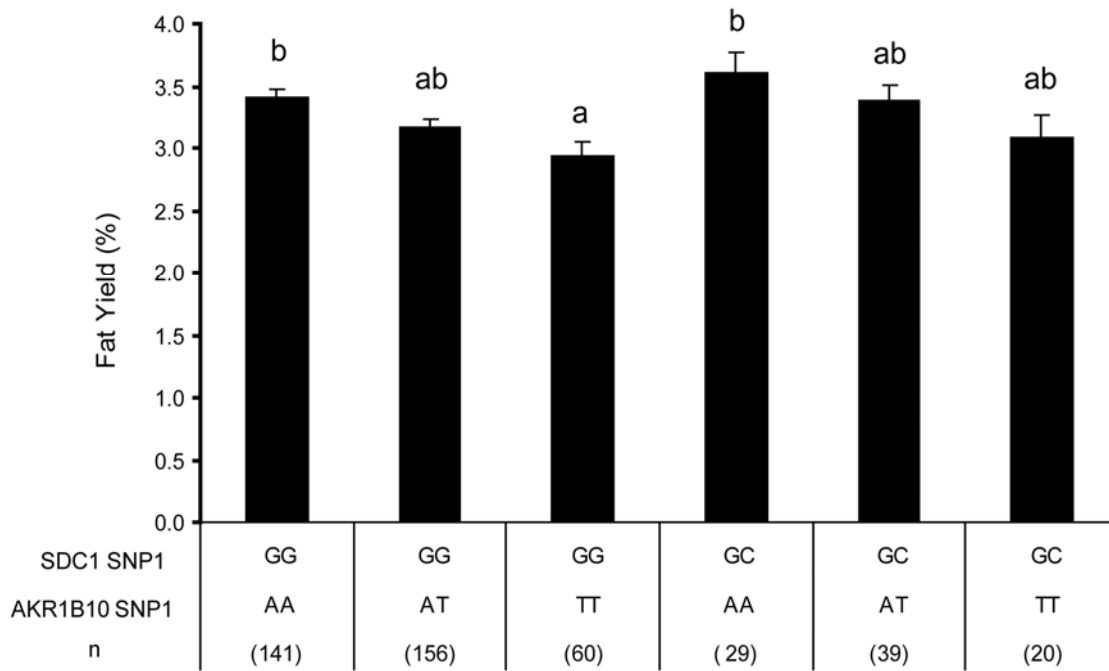 4.0
3.5
3.0
2.5
2.0
1.5
1.0
0.5
0.0
Fat Yield (%)
b
ab
a
b
ab
ab
SDC1 SNP1 GG GG GG GC GC GC
AKR1B10 SNP1 AA AT TT AA AT TT
n (141) (156) (60) ( 29) (39) (20)